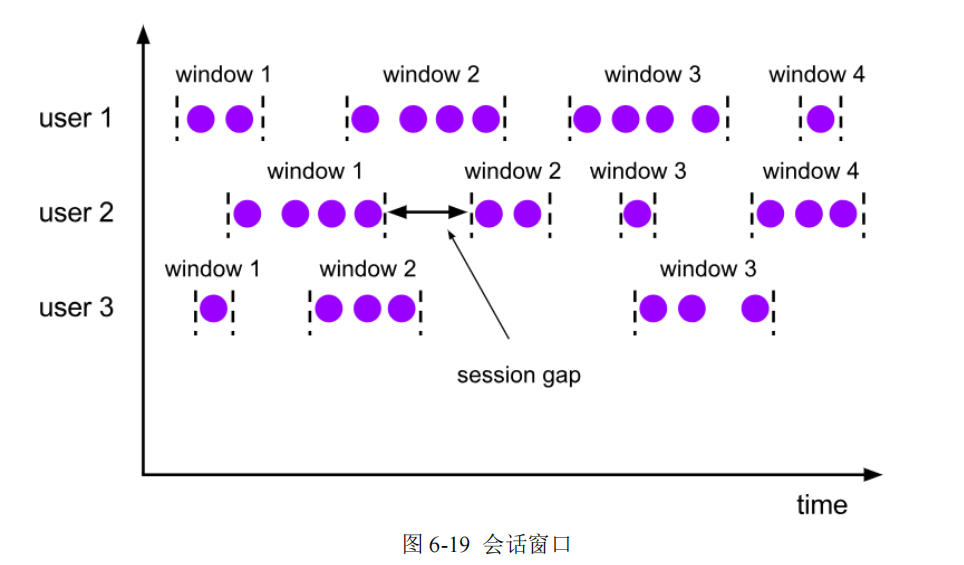 window 1 window 2 window 3 window 4
user 1
window 1 window 2 window 3 window 4
user 2
window 1 window 2 window 3
user 3
session gap
time
图 6-19 会话窗口